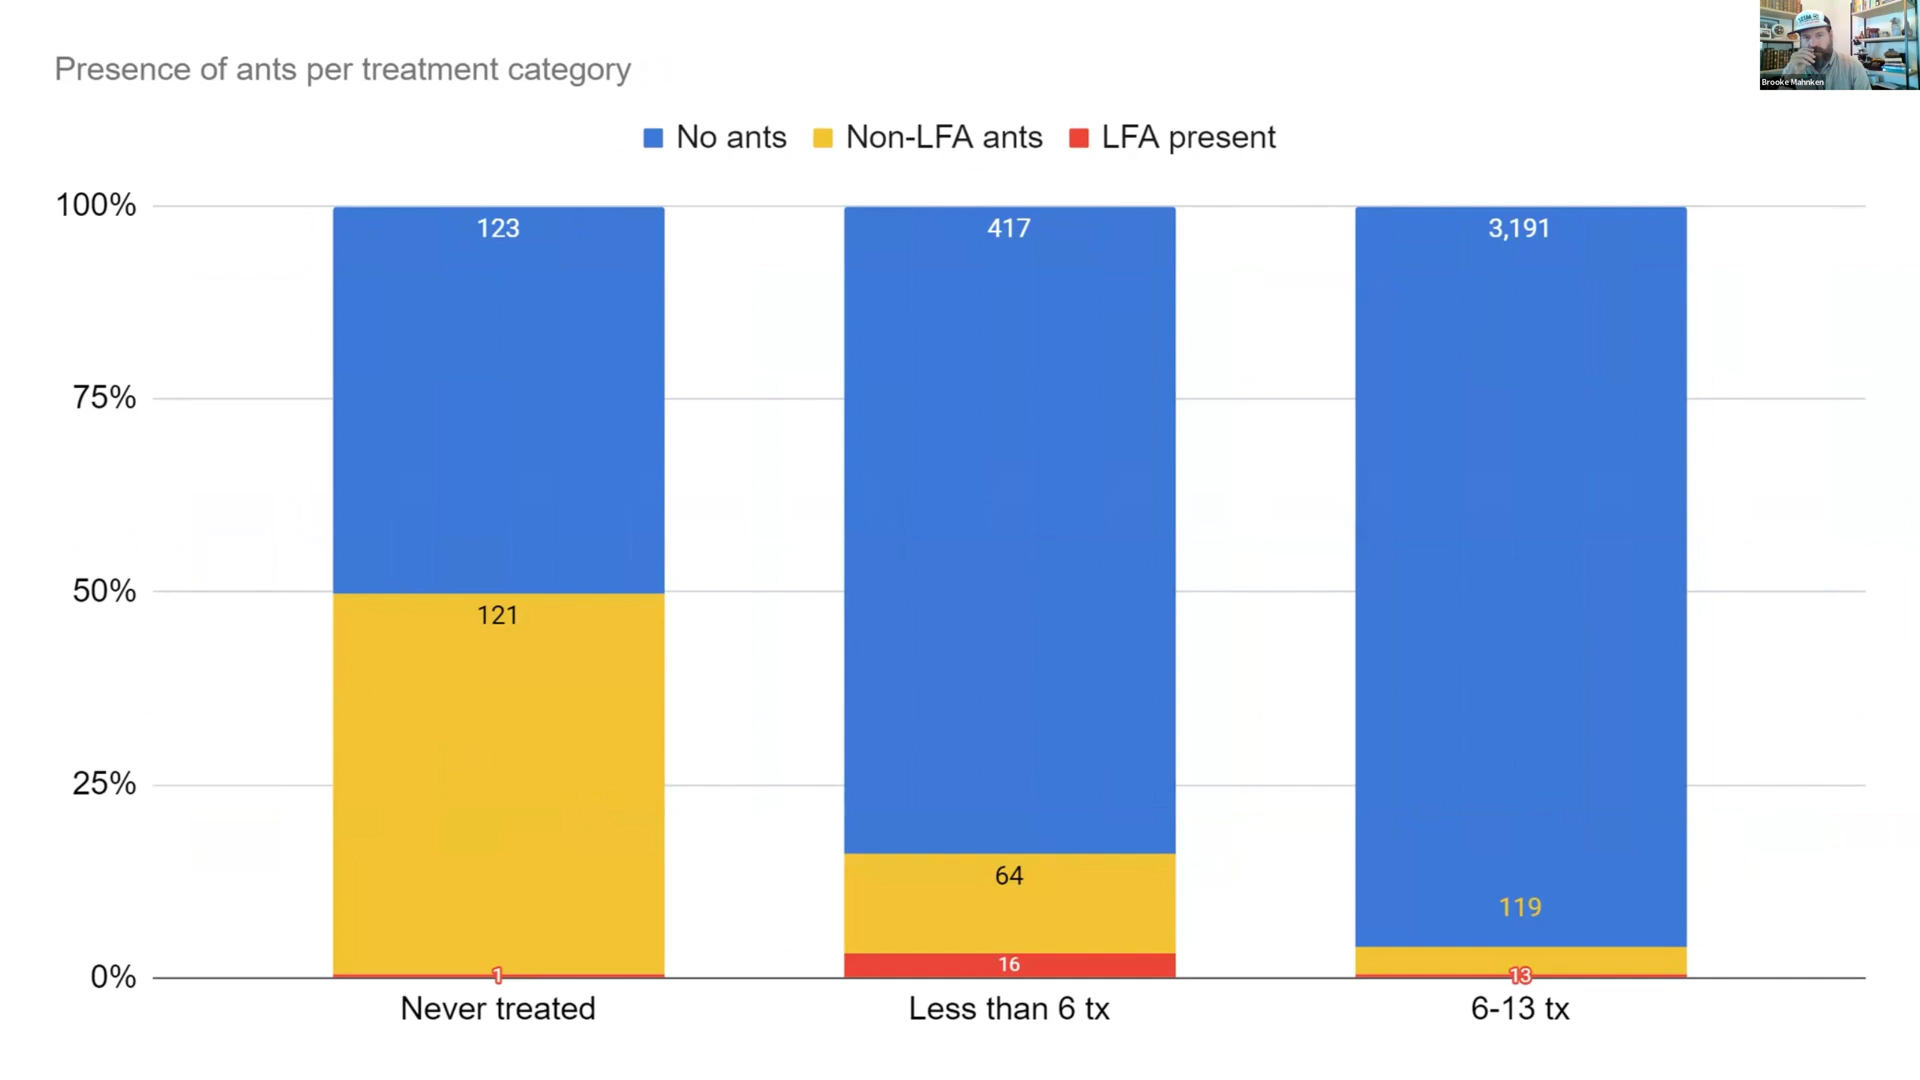 Presence of ants per treatment category
Brooke Mahnken
No ants Non-LFA ants LFA present
100%
75%
50%
25%
0%
123
121
1
417
64
16
3,191
119
13
Never treated
Less than 6 tx
6-13 tx